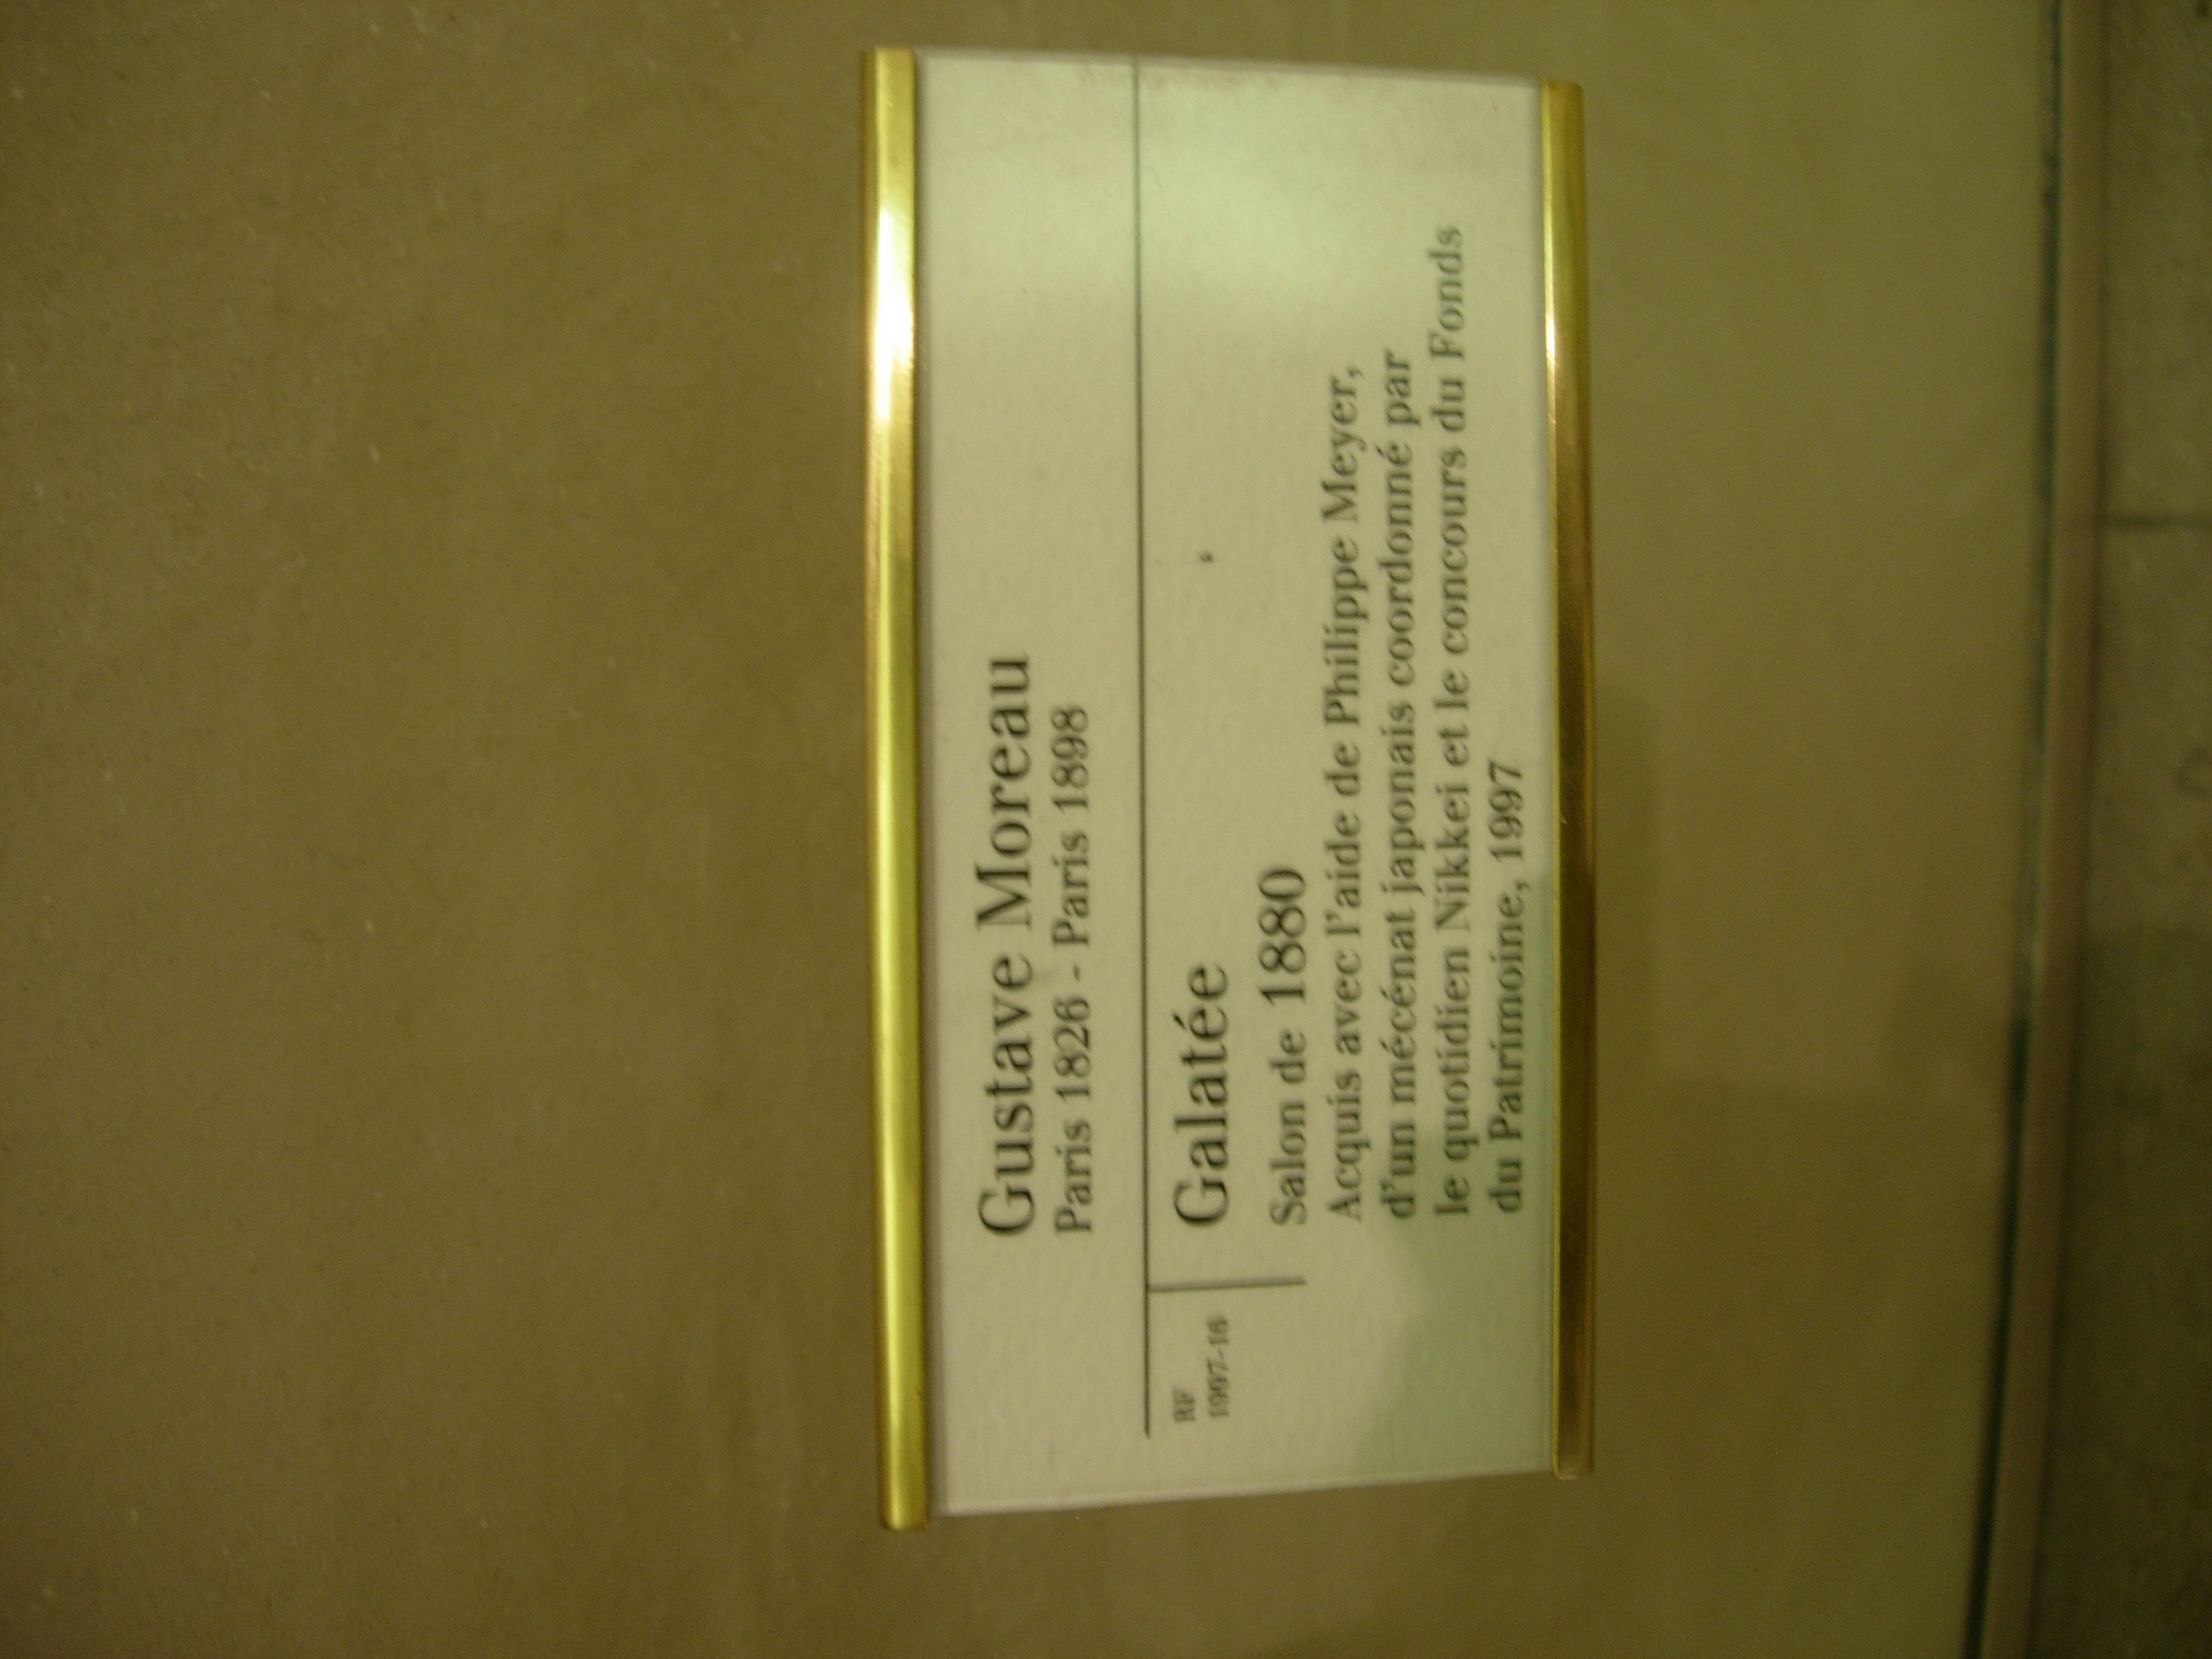 Gustave Moreau
Paris 1826 - Paris 1898
RF
1997-16
Galatée
Salon de 1880
Acquis avec l'aide de Philippe Meyer,
d'un mécénat japonais coordonné par
le quotidien Nikkei et le concours du Fonds
du Patrimoine, 1997